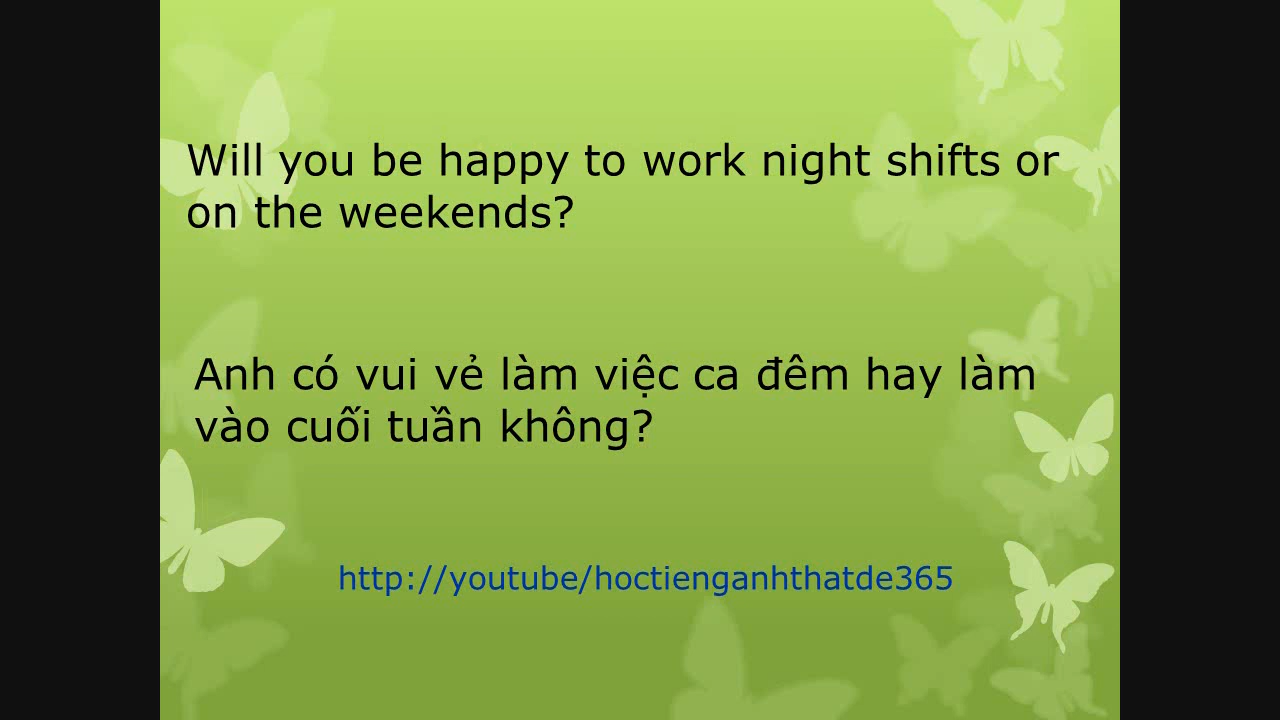 Will you be happy to work night shifts or
on the weekends?
Anh có vui vẻ làm việc ca đêm hay làm
vào cuối tuần không?
http://youtube/hoctienganhthatde365